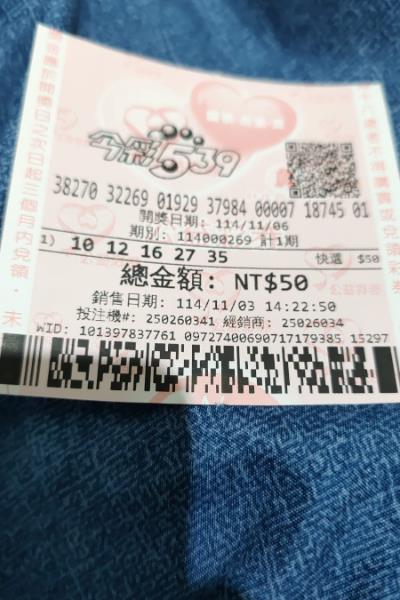 今彩539
38270 32269 01929 37984 00007 18745 01
開獎日期: 114/11/06
期別: 114000269 計1期
1) 10 12 16 27 35 快選 $50
總金額: NT$50
銷售日期: 114/11/03 14:22:50
投注機#: 250260341 經銷商: 25026034
WID: 101397837761 09727400690717179385 15297